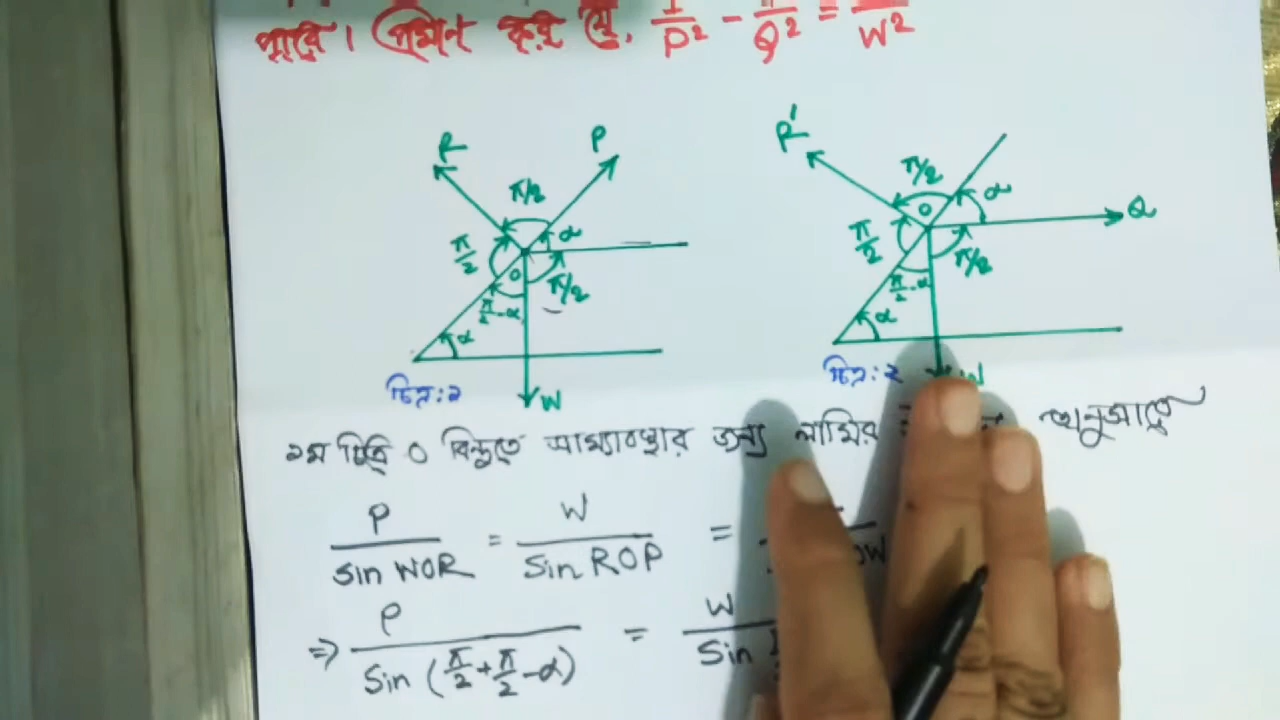 পারে। প্রমাণ কর যে, 1/P² - 1/Q² = 1/W²
R P π/2 α π/2 O π/2 π/2-α α W
R' π/2 α O Q π/2 π/2 π/2-α α W
চিত্র:১ চিত্র:২
১ম চিত্রে O বিন্দুতে সাম্যাবস্থার জন্য লামির অনুসারে
P/sin WOR = W/sin ROP =
⇒ P/sin (π/2+π/2-α) = W/sin